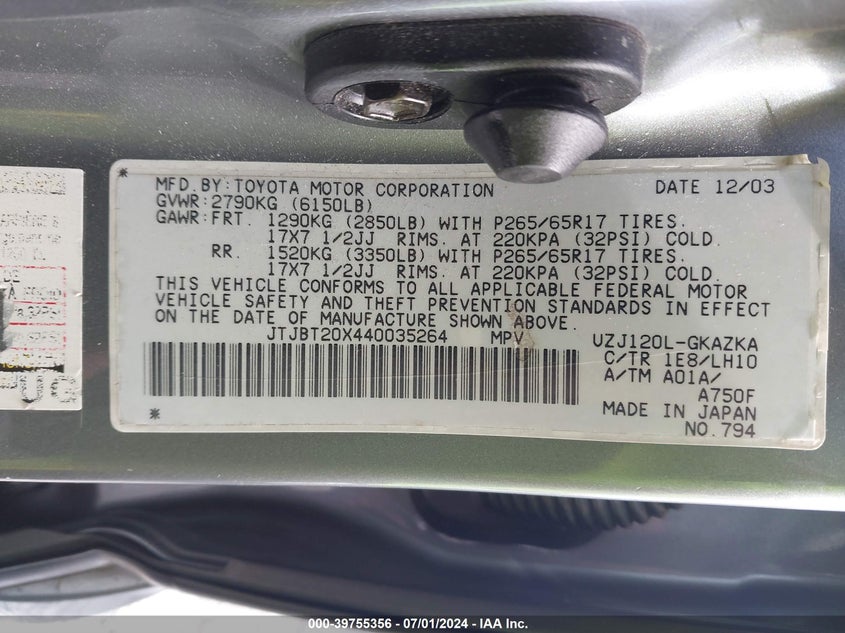 MFD.BY:TOYOTA MOTOR CORPORATION DATE 12/03
GVWR:2790KG (6150LB)
GAWR:FRT. 1290KG (2850LB) WITH P265/65R17 TIRES.
17X7 1/2JJ RIMS. AT 220KPA (32PSI) COLD.
RR. 1520KG (3350LB) WITH P265/65R17 TIRES.
17X7 1/2JJ RIMS. AT 220KPA (32PSI) COLD.
THIS VEHICLE CONFORMS TO ALL APPLICABLE FEDERAL MOTOR
VEHICLE SAFETY AND THEFT PREVENTION STANDARDS IN EFFECT
ON THE DATE OF MANUFACTURE SHOWN ABOVE.
JTJBT20X440035264 MPV UZJ120L-GKAZKA
C/TR 1E8/LH10
A/TM A01A/
A750F
MADE IN JAPAN
NO.794
000-39755356 - 07/01/2024 - IAA Inc.